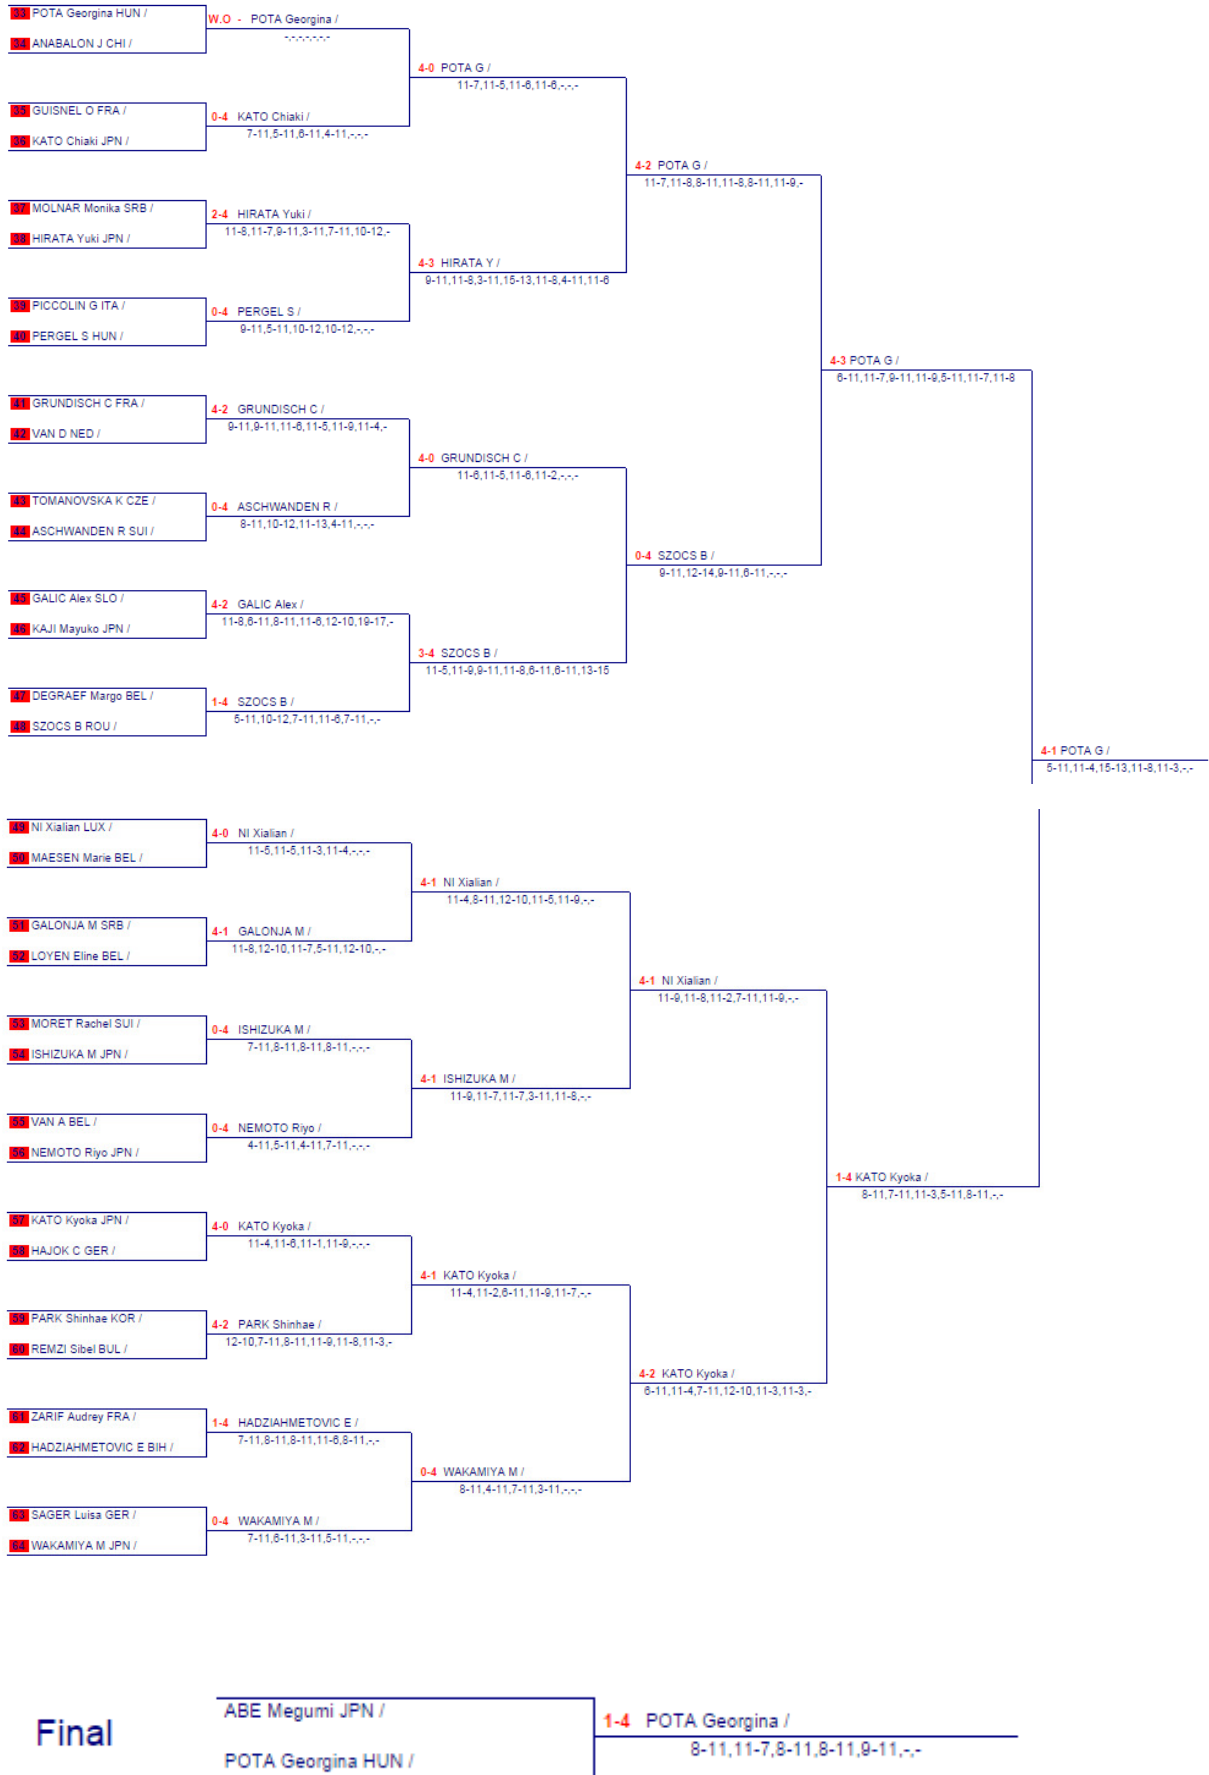 33 POTA Georgina HUN /
W.O - POTA Georgina /
34 ANABALON J CHI /
-,-,-,-,-,-,-
4-0 POTA G /
11-7,11-5,11-6,11-6,-,-,-
35 GUISNEL O FRA /
0-4 KATO Chiaki /
36 KATO Chiaki JPN /
7-11,5-11,6-11,4-11,-,-,-
4-2 POTA G /
11-7,11-8,8-11,11-8,8-11,11-9,-
37 MOLNAR Monika SRB /
2-4 HIRATA Yuki /
38 HIRATA Yuki JPN /
11-8,11-7,9-11,3-11,7-11,10-12,-
4-3 HIRATA Y /
9-11,11-8,3-11,15-13,11-8,4-11,11-6
39 PICCOLIN G ITA /
0-4 PERGEL S /
40 PERGEL S HUN /
9-11,5-11,10-12,10-12,-,-,-
4-3 POTA G /
6-11,11-7,9-11,11-9,5-11,11-7,11-8
41 GRUNDISCH C FRA /
4-2 GRUNDISCH C /
42 VAN D NED /
9-11,9-11,11-6,11-5,11-9,11-4,-
4-0 GRUNDISCH C /
11-6,11-5,11-6,11-2,-,-,-
43 TOMANOVSKA K CZE /
0-4 ASCHWANDEN R /
44 ASCHWANDEN R SUI /
8-11,10-12,11-13,4-11,-,-,-
0-4 SZOCS B /
9-11,12-14,9-11,6-11,-,-,-
45 GALIC Alex SLO /
4-2 GALIC Alex /
46 KAJI Mayuko JPN /
11-8,6-11,8-11,11-6,12-10,19-17,-
3-4 SZOCS B /
11-5,11-9,9-11,11-8,6-11,6-11,13-15
47 DEGRAEF Margo BEL /
1-4 SZOCS B /
48 SZOCS B ROU /
5-11,10-12,7-11,11-6,7-11,-,-
4-1 POTA G /
5-11,11-4,15-13,11-8,11-3,-,-
49 NI Xialian LUX /
4-0 NI Xialian /
50 MAESEN Marie BEL /
11-5,11-5,11-3,11-4,-,-,-
4-1 NI Xialian /
11-4,8-11,12-10,11-5,11-9,-,-
51 GALONJA M SRB /
4-1 GALONJA M /
52 LOYEN Eline BEL /
11-8,12-10,11-7,5-11,12-10,-,-
4-1 NI Xialian /
11-9,11-8,11-2,7-11,11-9,-,-
53 MORET Rachel SUI /
0-4 ISHIZUKA M /
54 ISHIZUKA M JPN /
7-11,8-11,8-11,8-11,-,-,-
4-1 ISHIZUKA M /
11-9,11-7,11-7,3-11,11-8,-,-
55 VAN A BEL /
0-4 NEMOTO Riyo /
56 NEMOTO Riyo JPN /
4-11,5-11,4-11,7-11,-,-,-
1-4 KATO Kyoka /
8-11,7-11,11-3,5-11,8-11,-,-
57 KATO Kyoka JPN /
4-0 KATO Kyoka /
58 HAJOK C GER /
11-4,11-6,11-1,11-9,-,-,-
4-1 KATO Kyoka /
11-4,11-2,6-11,11-9,11-7,-,-
59 PARK Shinhae KOR /
4-2 PARK Shinhae /
60 REMZI Sibel BUL /
12-10,7-11,8-11,11-9,11-8,11-3,-
4-2 KATO Kyoka /
6-11,11-4,7-11,12-10,11-3,11-3,-
61 ZARIF Audrey FRA /
1-4 HADZIAHMETOVIC E /
62 HADZIAHMETOVIC E BIH /
7-11,8-11,8-11,11-6,8-11,-,-
0-4 WAKAMIYA M /
8-11,4-11,7-11,3-11,-,-,-
63 SAGER Luisa GER /
0-4 WAKAMIYA M /
64 WAKAMIYA M JPN /
7-11,6-11,3-11,5-11,-,-,-
Final
ABE Megumi JPN /
1-4 POTA Georgina /
8-11,11-7,8-11,8-11,9-11,-,-
POTA Georgina HUN /